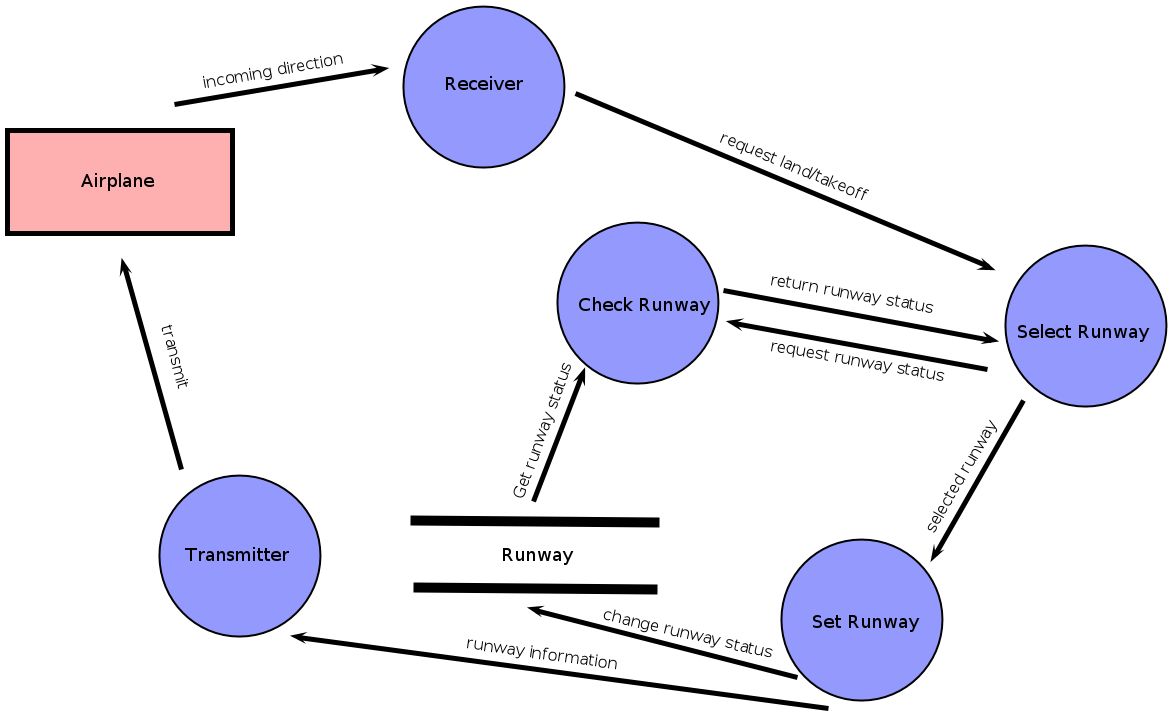 incoming direction
Receiver
request land/takeoff
Airplane
return runway status
Check Runway
Select Runway
request runway status
transmit
Get runway status
selected runway
Transmitter
Runway
Set Runway
change runway status
runway information